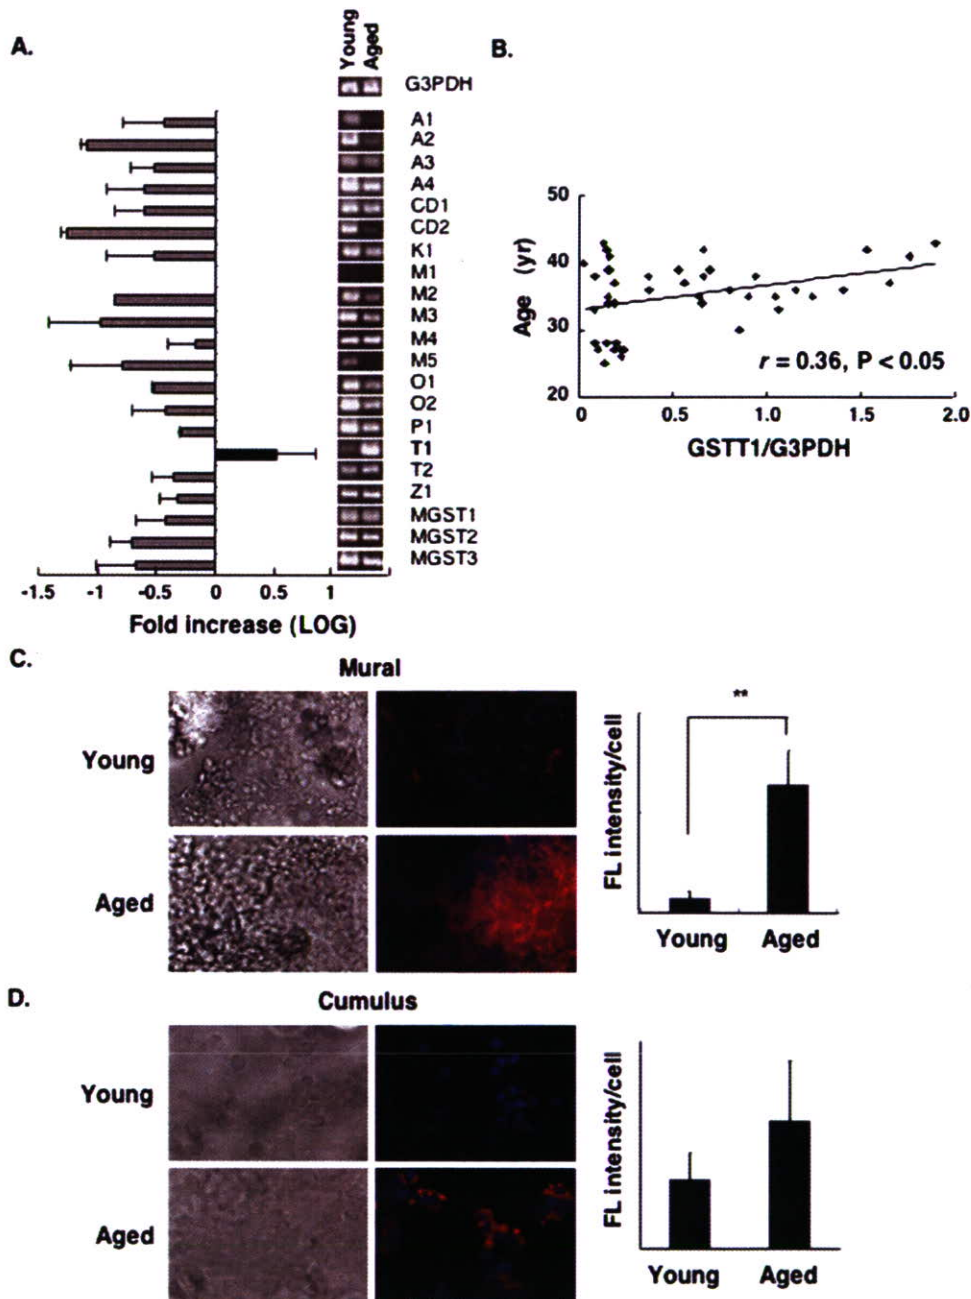 A.
Young
Aged
G3PDH
A1
A2
A3
A4
CD1
CD2
K1
M1
M2
M3
M4
M5
O1
O2
P1
T1
T2
Z1
MGST1
MGST2
MGST3
-1.5 -1 -0.5 0 0.5 1
Fold increase (LOG)
B.
50
40
30
20
Age (yr)
r = 0.36, P < 0.05
0 0.5 1.0 1.5 2.0
GSTT1/G3PDH
C.
Mural
Young
Aged
FL intensity/cell
**
Young Aged
D.
Cumulus
Young
Aged
FL intensity/cell
Young Aged